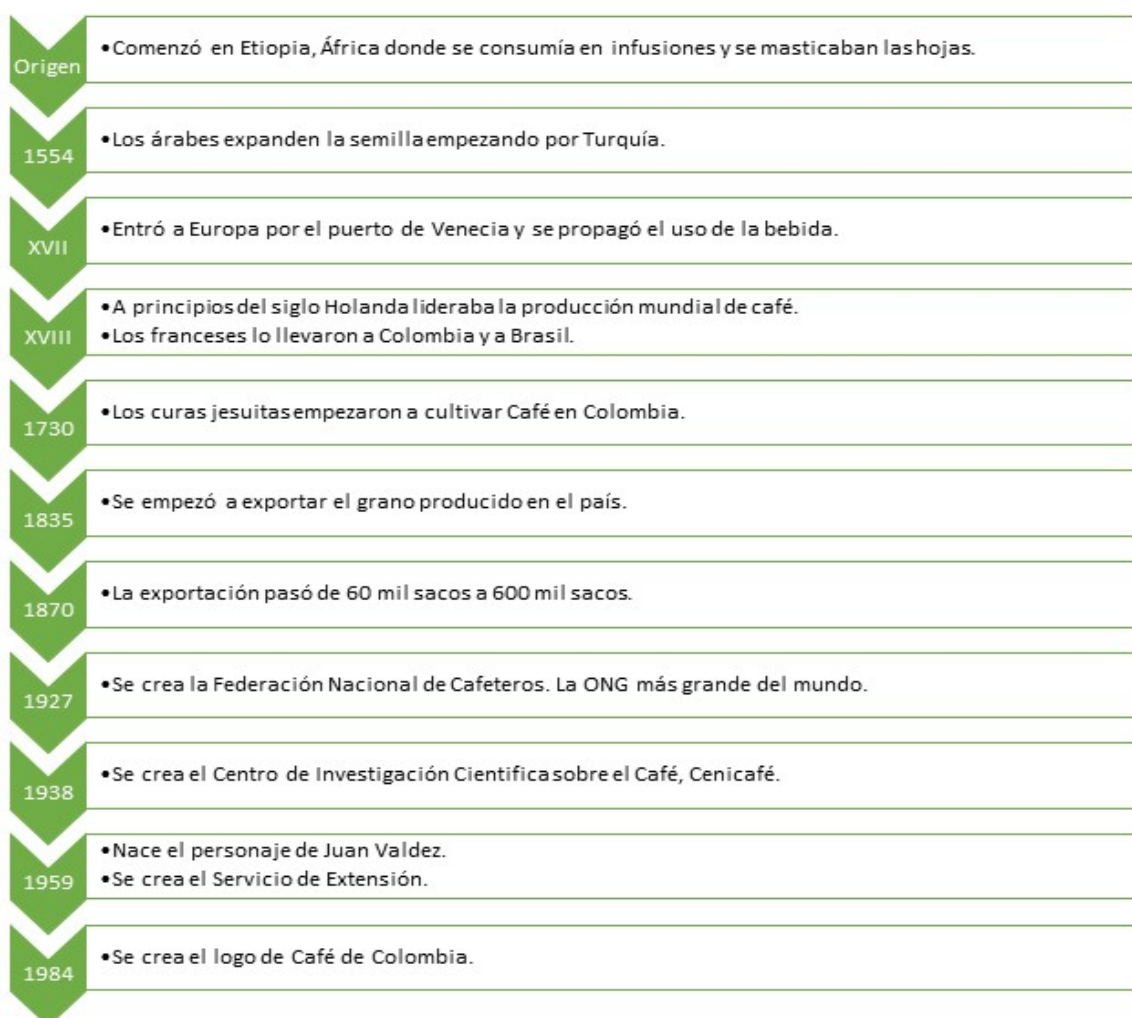 Origen
•Comenzó en Etiopia, África donde se consumía en infusiones y se masticaban las hojas.
1554
•Los árabes expanden la semilla empezando por Turquía.
XVII
•Entró a Europa por el puerto de Venecia y se propagó el uso de la bebida.
XVIII
•A principios del siglo Holanda lideraba la producción mundial de café.
•Los franceses lo llevaron a Colombia y a Brasil.
1730
•Los curas jesuitas empezaron a cultivar Café en Colombia.
1835
•Se empezó a exportar el grano producido en el país.
1870
•La exportación pasó de 60 mil sacos a 600 mil sacos.
1927
•Se crea la Federación Nacional de Cafeteros. La ONG más grande del mundo.
1938
•Se crea el Centro de Investigación Cientifica sobre el Café, Cenicafé.
1959
•Nace el personaje de Juan Valdez.
•Se crea el Servicio de Extensión.
1984
•Se crea el logo de Café de Colombia.